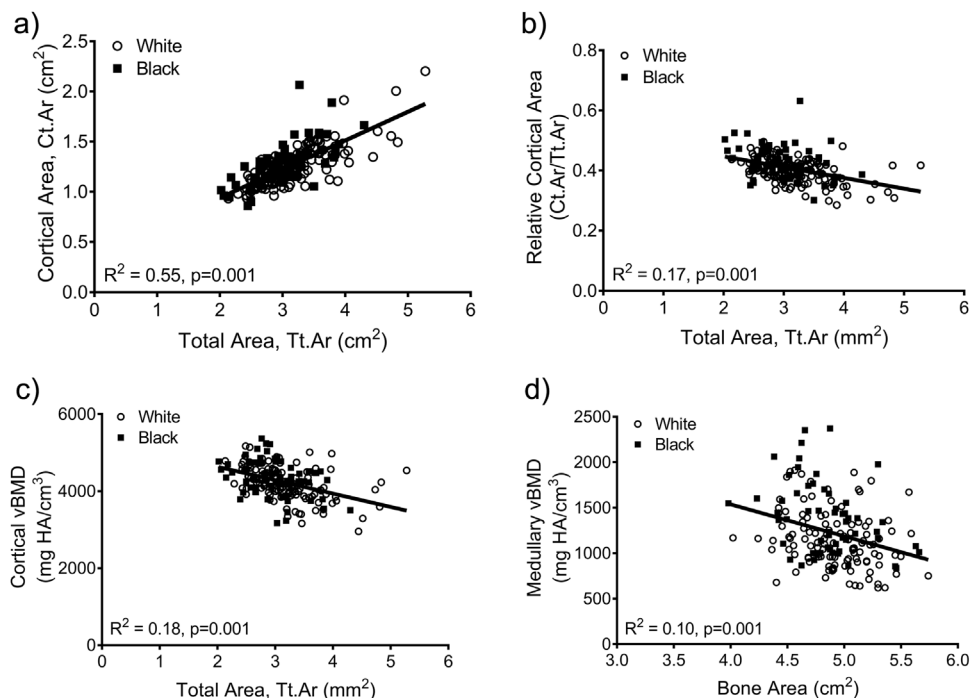 a)
White
Black
Cortical Area, Ct.Ar (cm²)
2.5
2.0
1.5
1.0
0.5
0.0
R² = 0.55, p=0.001
0 1 2 3 4 5 6
Total Area, Tt.Ar (cm²)
b)
White
Black
Relative Cortical Area
(Ct.Ar/Tt.Ar)
0.8
0.6
0.4
0.2
0.0
R² = 0.17, p=0.001
0 1 2 3 4 5 6
Total Area, Tt.Ar (mm²)
c)
White
Black
Cortical vBMD
(mg HA/cm³)
6000
4000
2000
0
R² = 0.18, p=0.001
0 1 2 3 4 5 6
Total Area, Tt.Ar (mm²)
d)
White
Black
Medullary vBMD
(mg HA/cm³)
2500
2000
1500
1000
500
0
R² = 0.10, p=0.001
3.0 3.5 4.0 4.5 5.0 5.5 6.0
Bone Area (cm²)